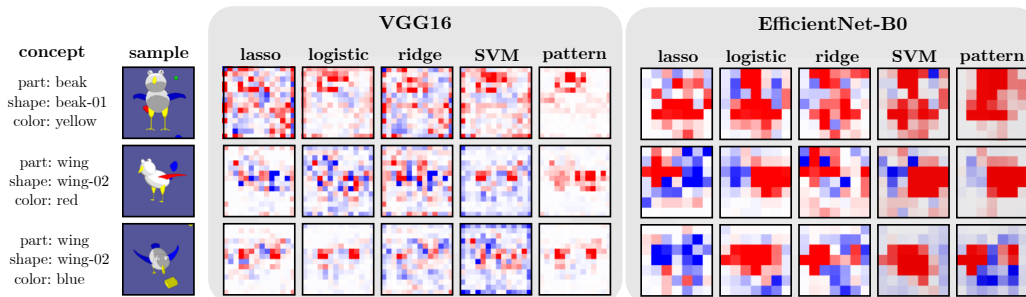 VGG16
EfficientNet-B0
concept sample lasso logistic ridge SVM pattern lasso logistic ridge SVM pattern
part: beak
shape: beak-01
color: yellow
part: wing
shape: wing-02
color: red
part: wing
shape: wing-02
color: blue